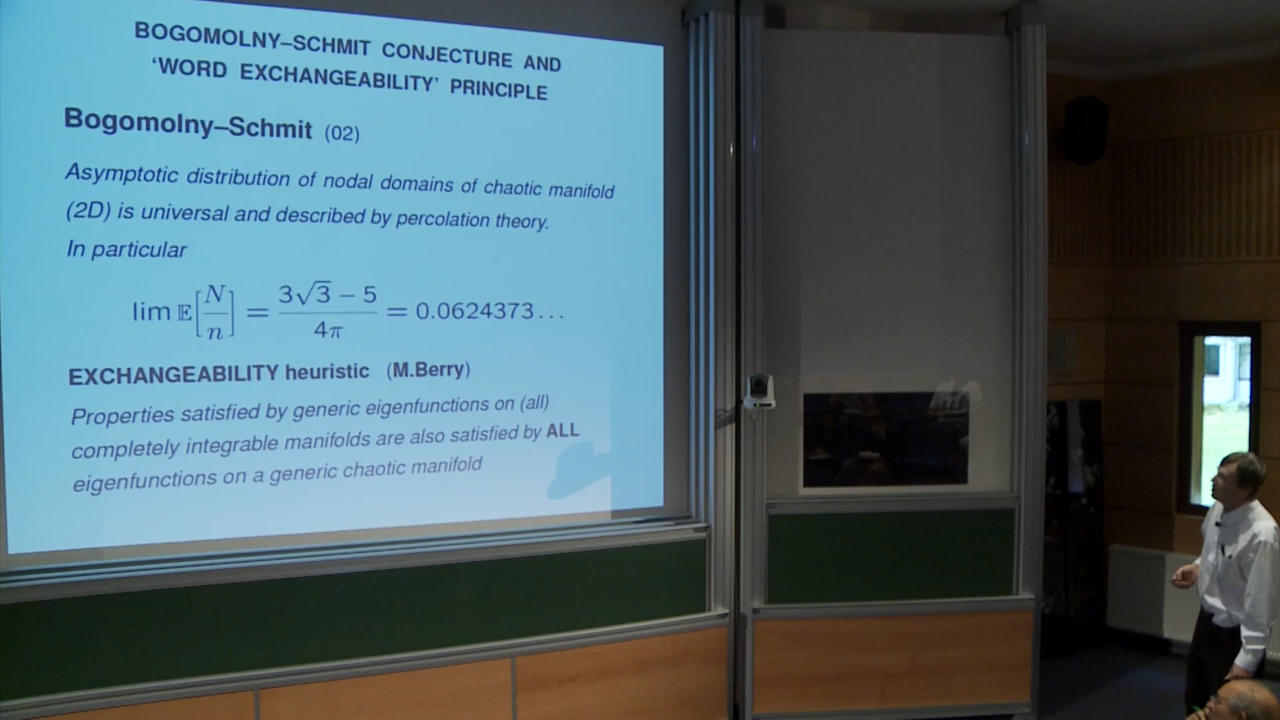 BOGOMOLNY–SCHMIT CONJECTURE AND
‘WORD EXCHANGEABILITY’ PRINCIPLE
Bogomolny–Schmit (02)
Asymptotic distribution of nodal domains of chaotic manifold
(2D) is universal and described by percolation theory.
In particular
lim 𝔼[N/n] = (3√3 − 5)/4π = 0.0624373...
EXCHANGEABILITY heuristic (M.Berry)
Properties satisfied by generic eigenfunctions on (all)
completely integrable manifolds are also satisfied by ALL
eigenfunctions on a generic chaotic manifold